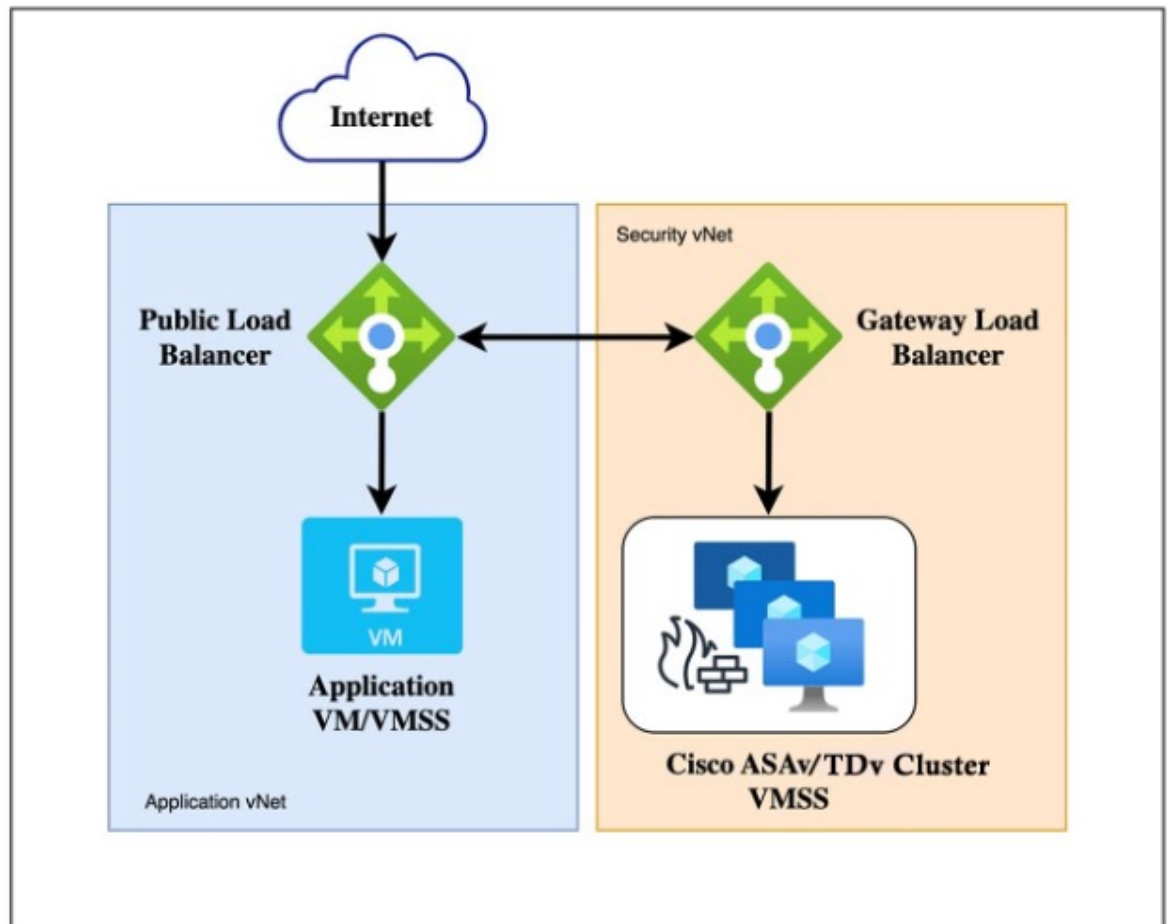 Internet
Security vNet
Public Load
Balancer
Gateway Load
Balancer
VM
Application
VM/VMSS
Cisco ASAv/TDv Cluster
VMSS
Application vNet